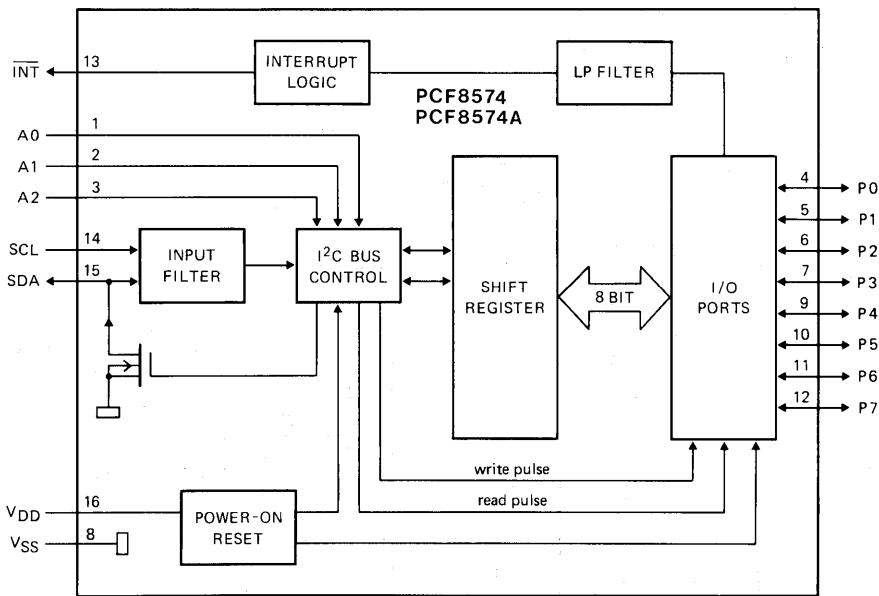 INT
13
INTERRUPT
LOGIC
LP FILTER
PCF8574
PCF8574A
A0
1
A1
2
A2
3
SCL
14
SDA
15
INPUT
FILTER
I²C BUS
CONTROL
SHIFT
REGISTER
8 BIT
I/O
PORTS
4
P0
5
P1
6
P2
7
P3
9
P4
10
P5
11
P6
12
P7
write pulse
read pulse
VDD
16
VSS
8
POWER-ON
RESET